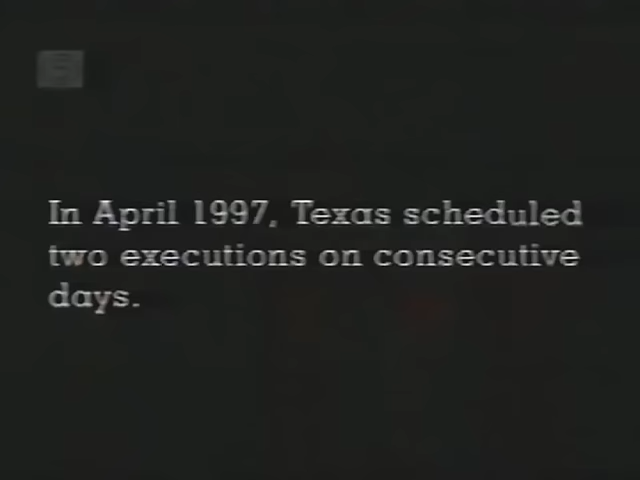 In April 1997, Texas scheduled
two executions on consecutive
days.